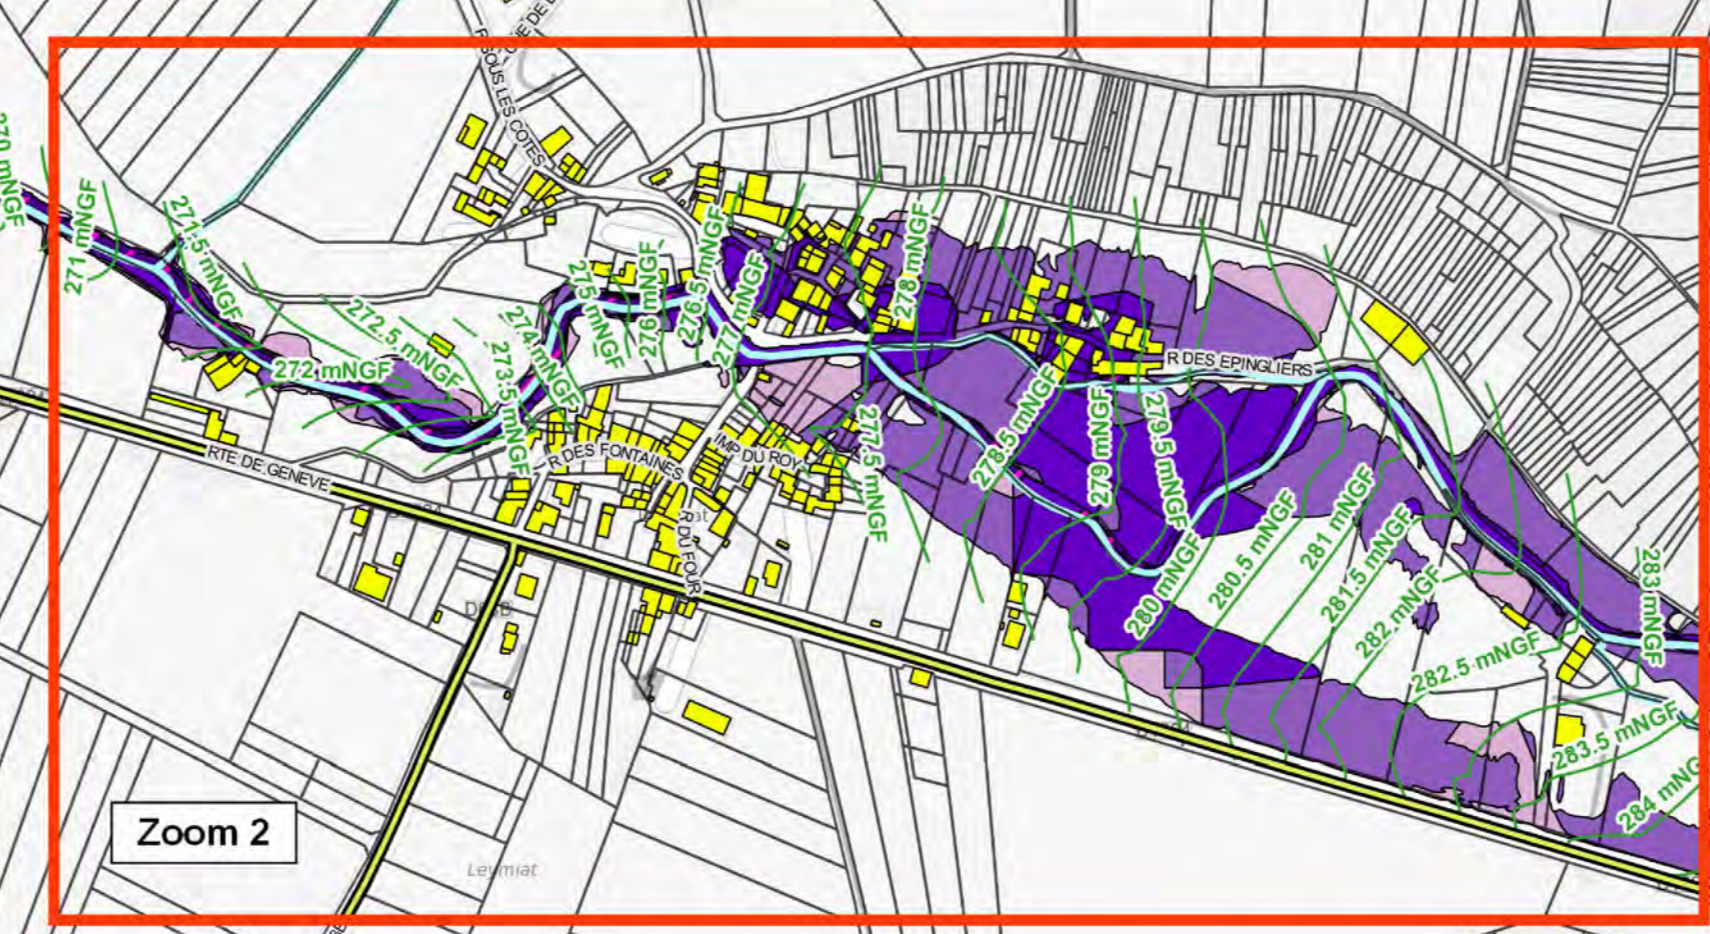 R SOUS LES COTES
270 mNGF
271 mNGF
271.5 mNGF
272 mNGF
272.5 mNGF
273.5 mNGF
274 mNGF
275 mNGF
276 mNGF
276.5 mNGF
277 mNGF
277.5 mNGF
278 mNGF
278.5 mNGF
279 mNGF
279.5 mNGF
280 mNGF
280.5 mNGF
281 mNGF
281.5 mNGF
282 mNGF
282.5 mNGF
283 mNGF
283.5 mNGF
284 mNG
R DES EPINGLIERS
RTE DE GENEVE
R DES FONTAINES
IMP DU ROY
R DU FOUR
Zoom 2
Leymiat